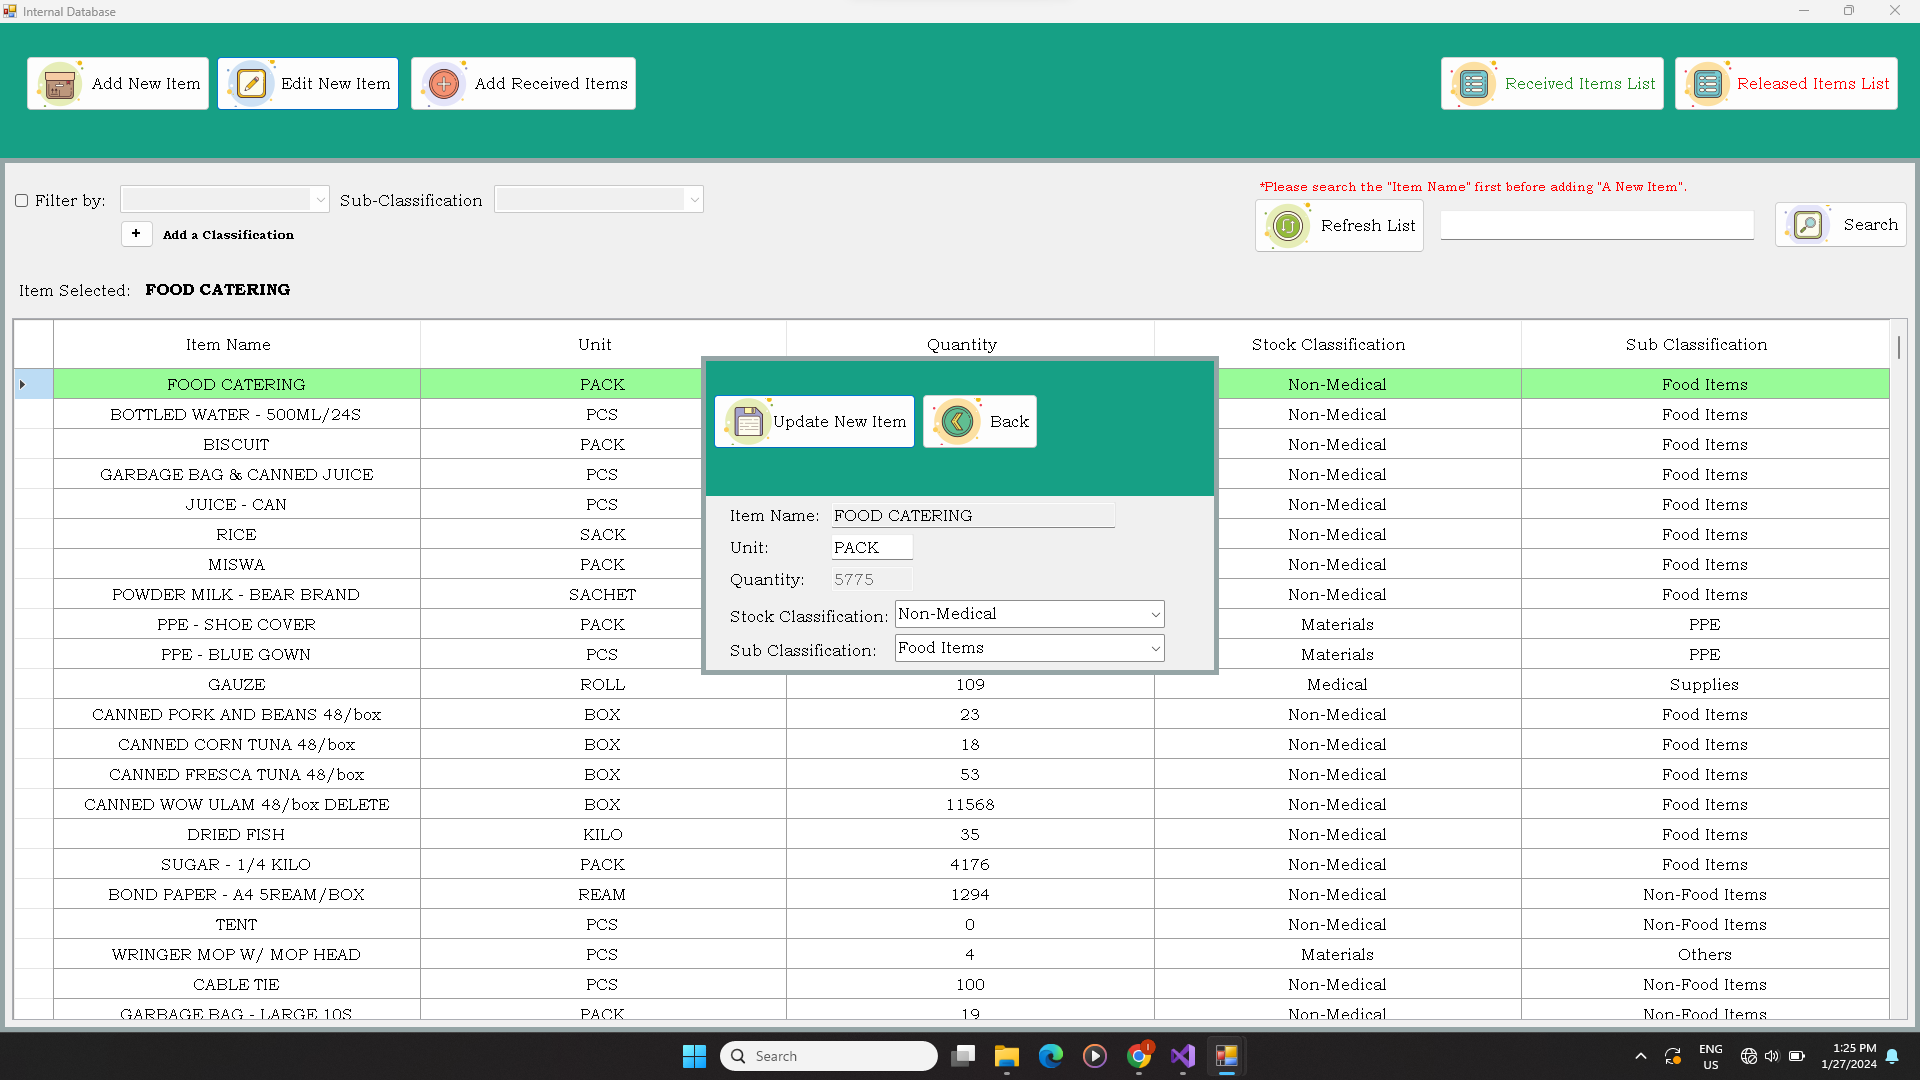 Internal Database
Add New Item
Edit New Item
Add Received Items
Received Items List
Released Items List
Filter by:
Sub-Classification
+ Add a Classification
*Please search the "Item Name" first before adding "A New Item".
Refresh List
Search
Item Selected: FOOD CATERING
Item Name Unit Quantity Stock Classification Sub Classification
FOOD CATERING PACK Non-Medical Food Items
BOTTLED WATER - 500ML/24S PCS Non-Medical Food Items
BISCUIT PACK Non-Medical Food Items
GARBAGE BAG & CANNED JUICE PCS Non-Medical Food Items
JUICE - CAN PCS Non-Medical Food Items
RICE SACK Non-Medical Food Items
MISWA PACK Non-Medical Food Items
POWDER MILK - BEAR BRAND SACHET Non-Medical Food Items
PPE - SHOE COVER PACK Materials PPE
PPE - BLUE GOWN PCS Materials PPE
GAUZE ROLL 109 Medical Supplies
CANNED PORK AND BEANS 48/box BOX 23 Non-Medical Food Items
CANNED CORN TUNA 48/box BOX 18 Non-Medical Food Items
CANNED FRESCA TUNA 48/box BOX 53 Non-Medical Food Items
CANNED WOW ULAM 48/box DELETE BOX 11568 Non-Medical Food Items
DRIED FISH KILO 35 Non-Medical Food Items
SUGAR - 1/4 KILO PACK 4176 Non-Medical Food Items
BOND PAPER - A4 5REAM/BOX REAM 1294 Non-Medical Non-Food Items
TENT PCS 0 Non-Medical Non-Food Items
WRINGER MOP W/ MOP HEAD PCS 4 Materials Others
CABLE TIE PCS 100 Non-Medical Non-Food Items
GARBAGE BAG - LARGE 10S PACK 19 Non-Medical Non-Food Items
Update New Item
Back
Item Name: FOOD CATERING
Unit: PACK
Quantity: 5775
Stock Classification: Non-Medical
Sub Classification: Food Items
Search
1
ENG
US
1:25 PM
1/27/2024